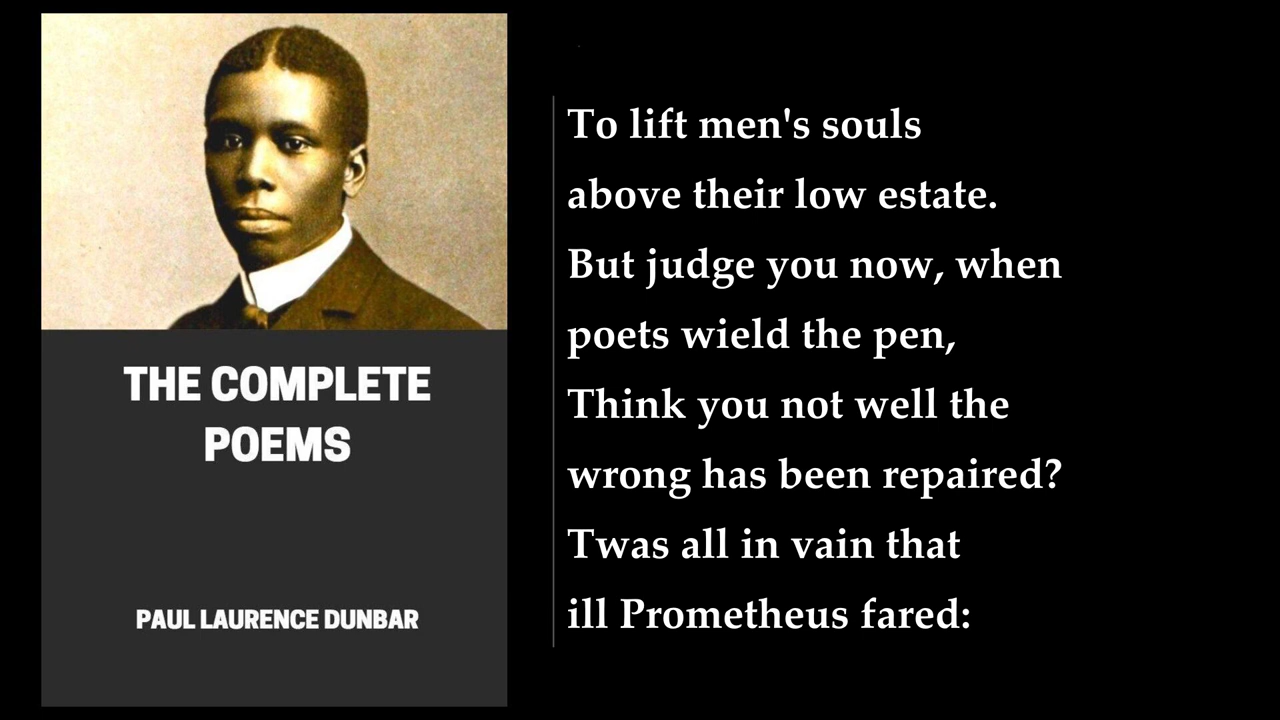 THE COMPLETE
POEMS
PAUL LAURENCE DUNBAR
To lift men's souls
above their low estate.
But judge you now, when
poets wield the pen,
Think you not well the
wrong has been repaired?
Twas all in vain that
ill Prometheus fared: